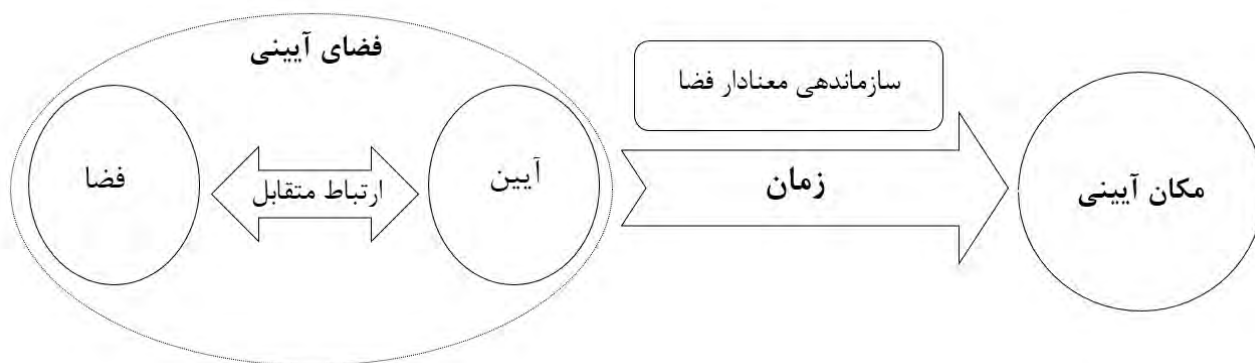 فضای آیینی
فضا
ارتباط متقابل
آیین
سازماندهی معنادار فضا
زمان
مکان آیینی